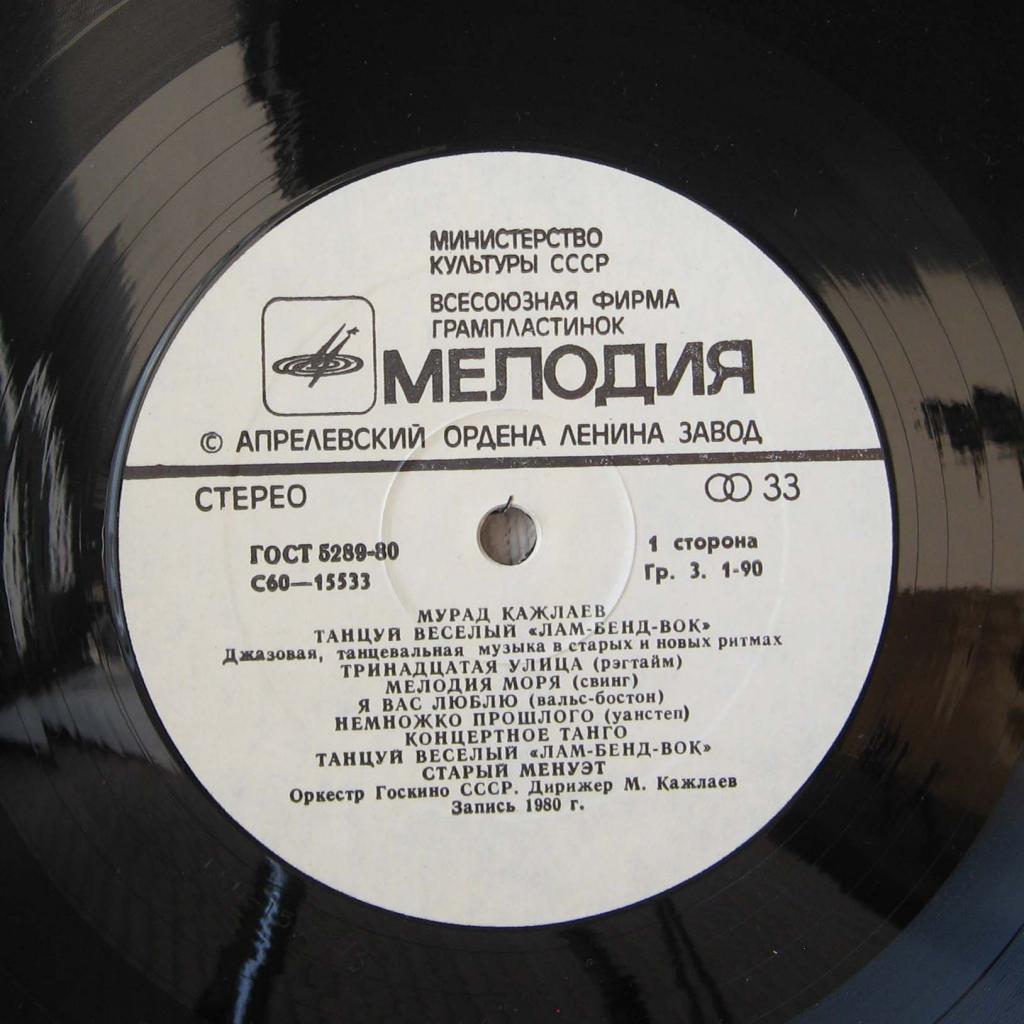 МИНИСТЕРСТВО
КУЛЬТУРЫ СССР
ВСЕСОЮЗНАЯ ФИРМА
ГРАМПЛАСТИНОК
МЕЛОДИЯ
© АПРЕЛЕВСКИЙ ОРДЕНА ЛЕНИНА ЗАВОД
СТЕРЕО
33
ГОСТ 5289-80
С60—15533
1 сторона
Гр. 3. 1-90
МУРАД КАЖЛАЕВ
ТАНЦУЙ ВЕСЕЛЫЙ «ЛАМ-БЕНД-ВОК»
Джазовая, танцевальная музыка в старых и новых ритмах
ТРИНАДЦАТАЯ УЛИЦА (рэгтайм)
МЕЛОДИЯ МОРЯ (свинг)
Я ВАС ЛЮБЛЮ (вальс-бостон)
НЕМНОЖКО ПРОШЛОГО (уанстеп)
КОНЦЕРТНОЕ ТАНГО
ТАНЦУЙ ВЕСЕЛЫЙ «ЛАМ-БЕНД-ВОК»
СТАРЫЙ МЕНУЭТ
Оркестр Госкино СССР. Дирижер М. Кажлаев
Запись 1980 г.